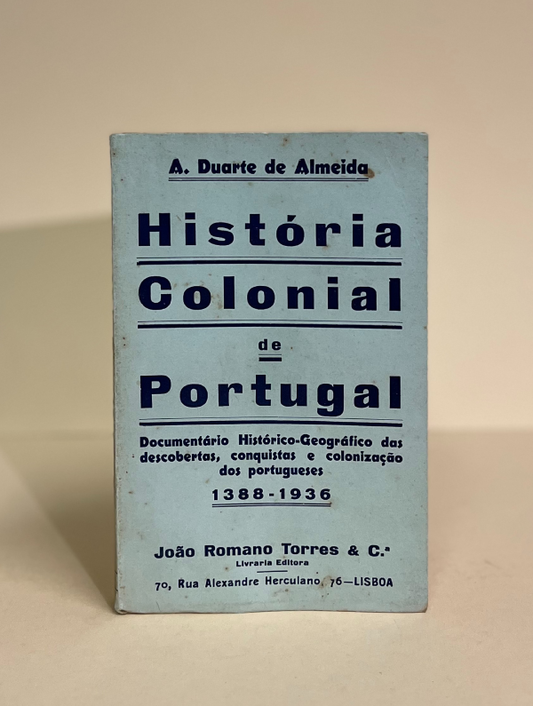 A. Duarte de Almeida
História
Colonial
de
Portugal
Documentário Histórico-Geográfico das
descobertas, conquistas e colonização
dos portugueses
1388-1936
João Romano Torres & C.ª
Livraria Editora
70, Rua Alexandre Herculano, 76—LISBOA